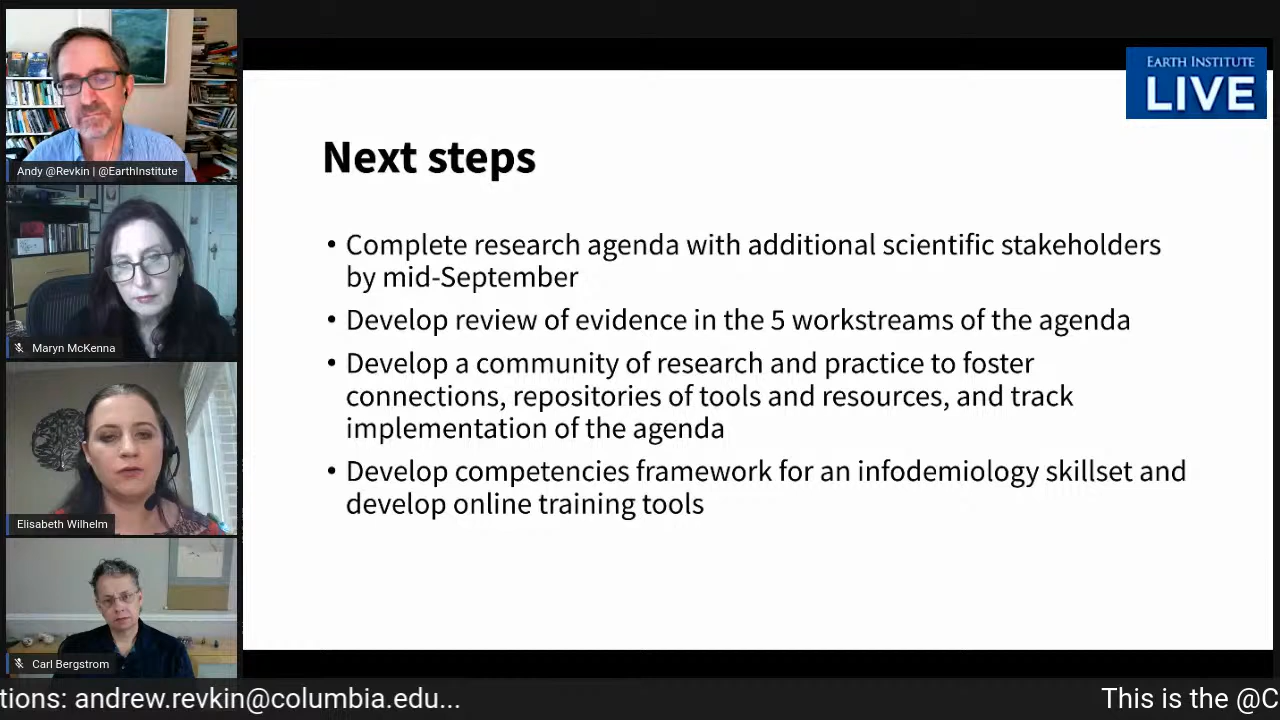 Andy @Revkin | @EarthInstitute
Maryn McKenna
Elisabeth Wilhelm
Carl Bergstrom
EARTH INSTITUTE
LIVE
Next steps
• Complete research agenda with additional scientific stakeholders
by mid-September
• Develop review of evidence in the 5 workstreams of the agenda
• Develop a community of research and practice to foster
connections, repositories of tools and resources, and track
implementation of the agenda
• Develop competencies framework for an infodemiology skillset and
develop online training tools
tions: andrew.revkin@columbia.edu... This is the @C